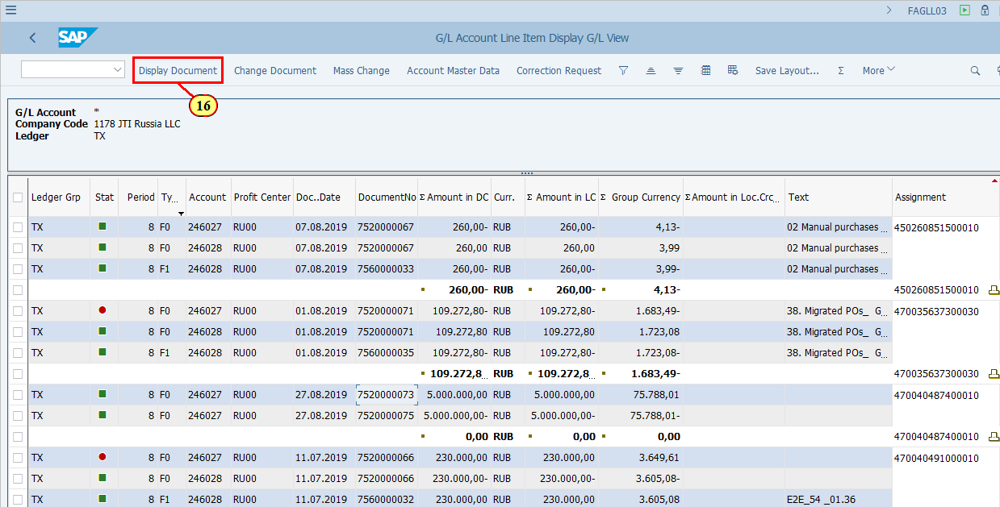 FAGLL03
SAP G/L Account Line Item Display G/L View
Display Document Change Document Mass Change Account Master Data Correction Request Save Layout... Σ More
16
G/L Account *
Company Code 1178 JTI Russia LLC
Ledger TX
Ledger Grp Stat Period Ty... Account Profit Center Doc..Date DocumentNo Σ Amount in DC Curr. Σ Amount in LC Σ Group Currency Σ Amount in Loc.Crc... Text Assignment
TX 8 F0 246027 RU00 07.08.2019 7520000067 260,00- RUB 260,00- 4,13- 02 Manual purchases ... 450260851500010
TX 8 F0 246028 RU00 07.08.2019 7520000067 260,00 RUB 260,00 3,99 02 Manual purchases ...
TX 8 F1 246028 RU00 07.08.2019 7560000033 260,00- RUB 260,00- 3,99- 02 Manual purchases ...
260,00- RUB 260,00- 4,13- 450260851500010
TX 8 F0 246027 RU00 01.08.2019 7520000071 109.272,80- RUB 109.272,80- 1.683,49- 38. Migrated POs_ G... 470035637300030
TX 8 F0 246028 RU00 01.08.2019 7520000071 109.272,80 RUB 109.272,80 1.723,08 38. Migrated POs_ G...
TX 8 F1 246028 RU00 01.08.2019 7560000035 109.272,80- RUB 109.272,80- 1.723,08- 38. Migrated POs_ G...
109.272,8... RUB 109.272,8... 1.683,49- 470035637300030
TX 8 F0 246027 RU00 27.08.2019 7520000073 5.000.000,00 RUB 5.000.000,00 75.788,01 470040487400010
TX 8 F0 246027 RU00 27.08.2019 7520000075 5.000.000,00- RUB 5.000.000,00- 75.788,01-
0,00 RUB 0,00 0,00 470040487400010
TX 8 F0 246027 RU00 11.07.2019 7520000066 230.000,00 RUB 230.000,00 3.649,61 470040491000010
TX 8 F0 246028 RU00 11.07.2019 7520000066 230.000,00- RUB 230.000,00- 3.605,08-
TX 8 F1 246028 RU00 11.07.2019 7560000032 230.000,00 RUB 230.000,00 3.605,08 E2E_54 _01.36